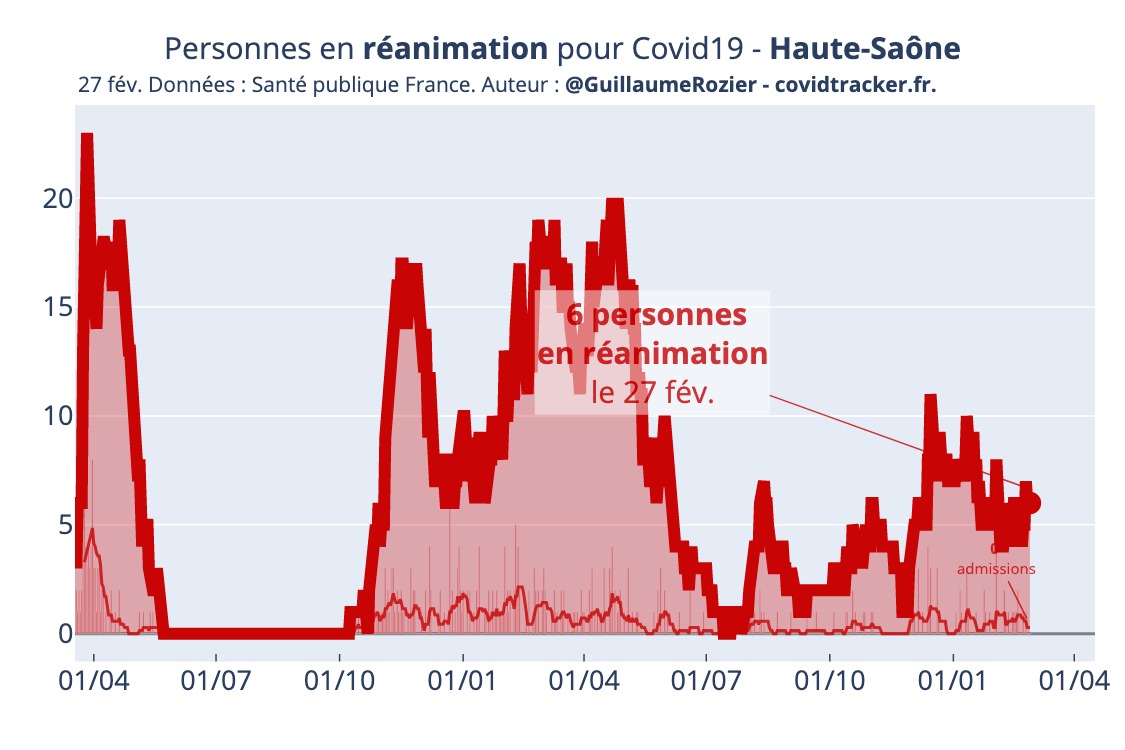 Personnes en réanimation pour Covid19 - Haute-Saône
27 fév. Données : Santé publique France. Auteur : @GuillaumeRozier - covidtracker.fr.
20
15
10
5
0
6 personnes
en réanimation
le 27 fév.
0
admissions
01/04 01/07 01/10 01/01 01/04 01/07 01/10 01/01 01/04